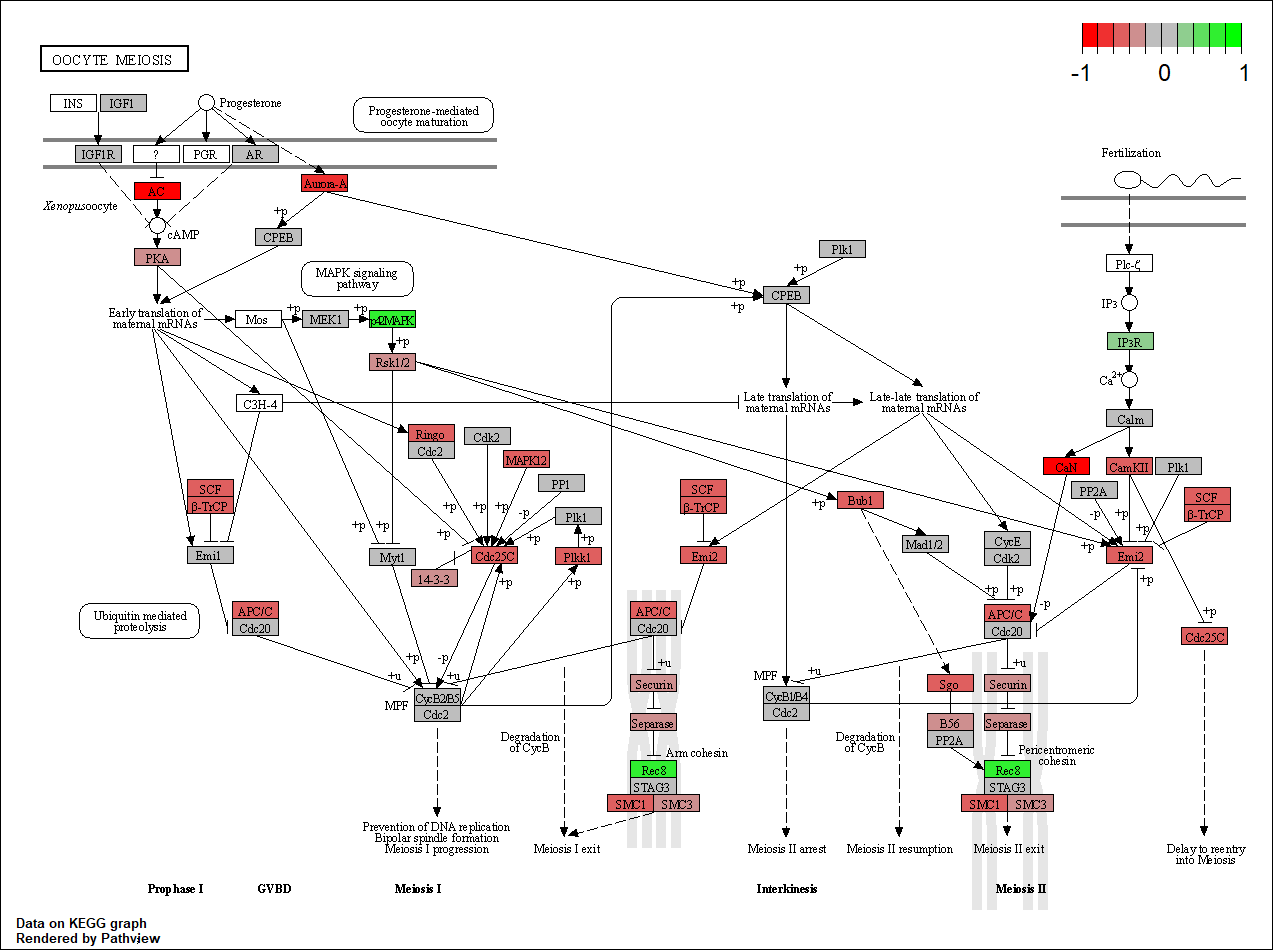 OOCYTE MEIOSIS
-1
0
1
INS
IGF1
Progesterone
Progesterone-mediated
oocyte maturation
IGF1R
?
PGR
AR
Fertilization
AC
Aurora-A
Xenopus oocyte
+p
cAMP
CPEB
PKA
Plk1
+p
Plc-ζ
MAPK signaling
pathway
+p
CPEB
+p
IP3
Early translation of
maternal mRNAs
Mos
+p
MEK1
+p
p42MAPK
+p
IP3R
Rsk1/2
Ca2+
C3H-4
Late translation of
maternal mRNAs
Late-late translation of
maternal mRNAs
Calm
Ringo
Cdc2
Cdk2
MAPK12
CaN
CamKII
Plk1
SCF
β-TrCP
PP1
SCF
β-TrCP
Bub1
PP2A
SCF
β-TrCP
+p
+p
+p
+p
-p
Plk1
+p
-p
+p
+p
+p
+p
+p
Emi1
Myt1
Cdc25C
Plkk1
Emi2
Mad1/2
CycE
Cdk2
+p
Emi2
14-3-3
+p
+p
+p
+p
+p
Ubiquitin mediated
proteolysis
APC/C
Cdc20
APC/C
Cdc20
APC/C
Cdc20
-p
+p
Cdc25C
+p
-p
+u
+u
+u
+u
+u
MPF
CycB2/B5
Cdc2
Securin
MPF
CycB1/B4
Cdc2
Sgo
Securin
Separase
B56
PP2A
Separase
Degradation
of CycB
Arm cohesin
Degradation
of CycB
Pericentromeric
cohesin
Rec8
STAG3
SMC1
SMC3
Rec8
STAG3
SMC1
SMC3
Prevention of DNA replication
Bipolar spindle formation
Meiosis I progression
Meiosis I exit
Meiosis II arrest
Meiosis II resumption
Meiosis II exit
Delay to reentry
into Meiosis
Prophase I
GVBD
Meiosis I
Interkinesis
Meiosis II
Data on KEGG graph
Rendered by Pathview